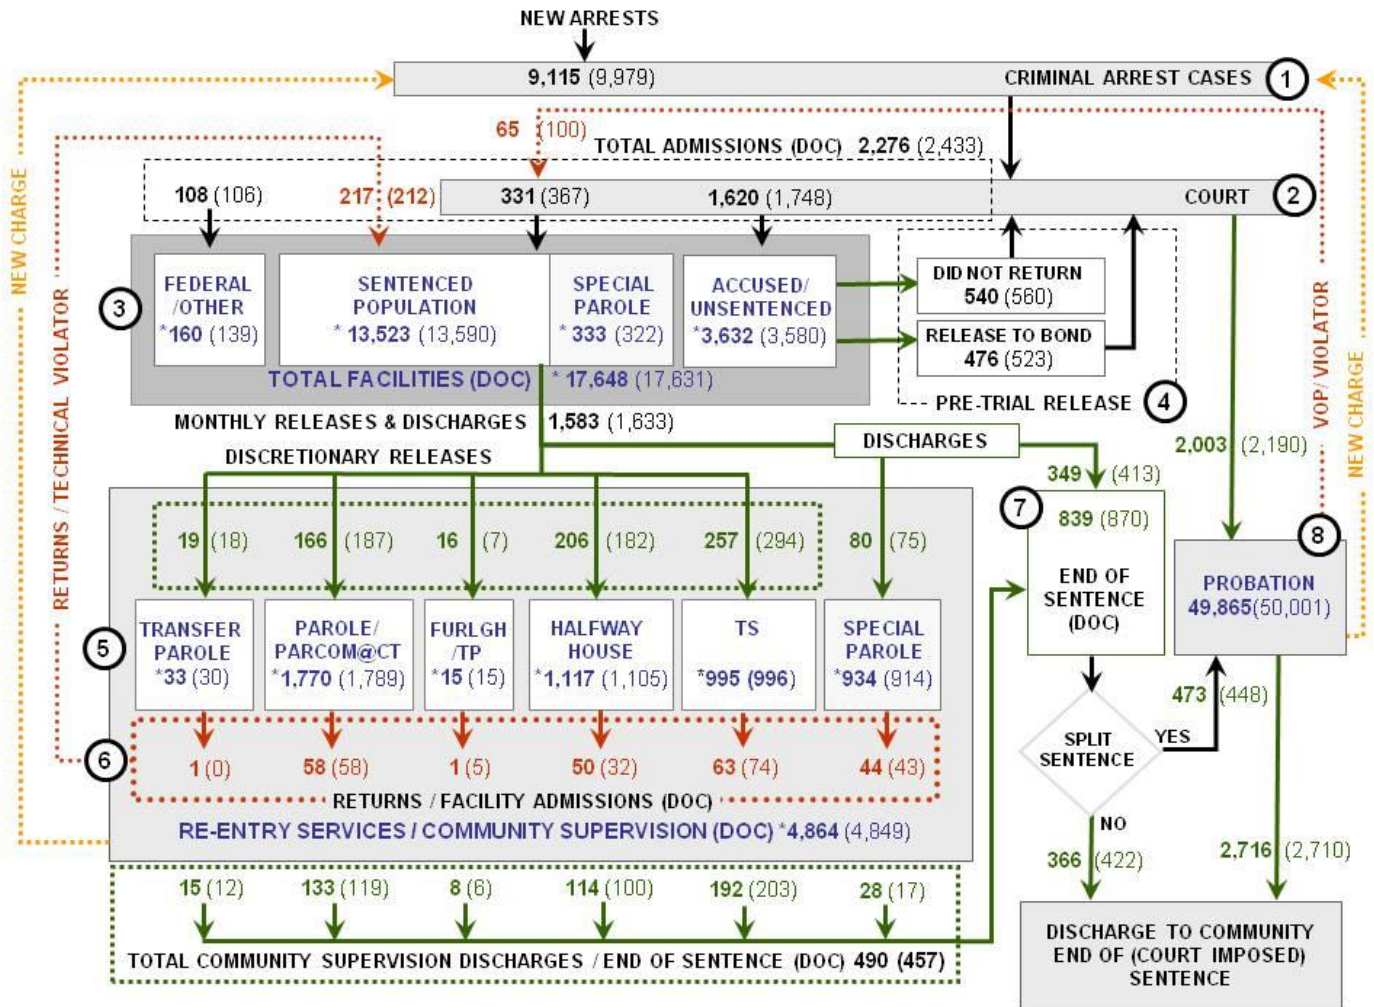 NEW ARRESTS
9,115 (9,979) CRIMINAL ARREST CASES 1
65 (100)
TOTAL ADMISSIONS (DOC) 2,276 (2,433)
108 (106) 217 (212) 331 (367) 1,620 (1,748) COURT 2
NEW CHARGE
RETURNS / TECHNICAL VIOLATOR
VOP/ VIOLATOR
NEW CHARGE
3
FEDERAL
/OTHER
*160 (139)
SENTENCED
POPULATION
* 13,523 (13,590)
SPECIAL
PAROLE
* 333 (322)
ACCUSED/
UNSENTENCED
*3,632 (3,580)
TOTAL FACILITIES (DOC) * 17,648 (17,631)
DID NOT RETURN
540 (560)
RELEASE TO BOND
476 (523)
PRE-TRIAL RELEASE 4
MONTHLY RELEASES & DISCHARGES 1,583 (1,633)
DISCRETIONARY RELEASES
DISCHARGES
2,003 (2,190)
349 (413)
19 (18) 166 (187) 16 (7) 206 (182) 257 (294) 80 (75)
7
839 (870)
END OF
SENTENCE
(DOC)
8
PROBATION
49,865(50,001)
5
TRANSFER
PAROLE
*33 (30)
PAROLE/
PARCOM@CT
*1,770 (1,789)
FURLGH
/TP
*15 (15)
HALFWAY
HOUSE
*1,117 (1,105)
TS
*995 (996)
SPECIAL
PAROLE
*934 (914)
473 (448)
SPLIT
SENTENCE
YES
NO
6
1 (0) 58 (58) 1 (5) 50 (32) 63 (74) 44 (43)
RETURNS / FACILITY ADMISSIONS (DOC)
RE-ENTRY SERVICES / COMMUNITY SUPERVISION (DOC) *4,864 (4,849)
366 (422)
2,716 (2,710)
15 (12) 133 (119) 8 (6) 114 (100) 192 (203) 28 (17)
TOTAL COMMUNITY SUPERVISION DISCHARGES / END OF SENTENCE (DOC) 490 (457)
DISCHARGE TO COMMUNITY
END OF (COURT IMPOSED)
SENTENCE